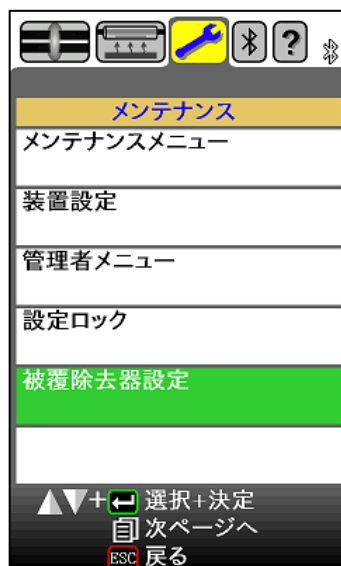 ?
メンテナンス
メンテナンスメニュー
装置設定
管理者メニュー
設定ロック
被覆除去器設定
+ 選択+決定
次ページへ
ESC 戻る